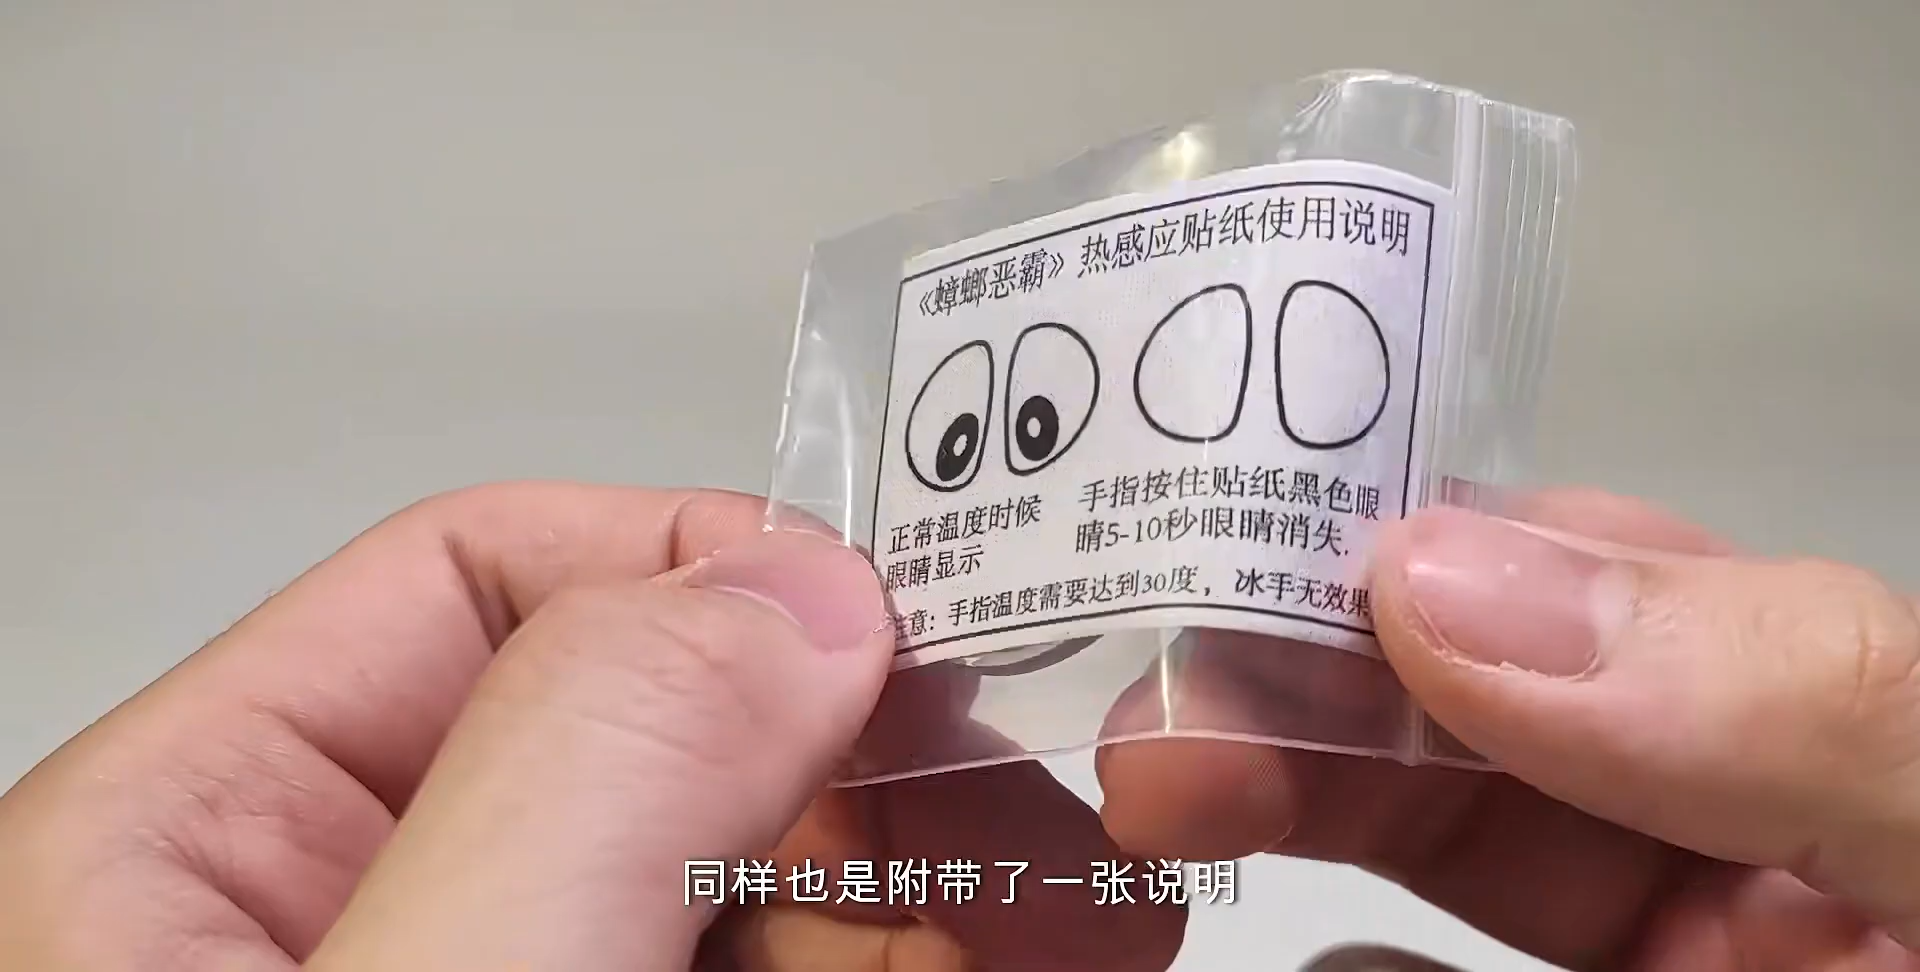 《蟑螂恶霸》热感应贴纸使用说明
正常温度时候
眼睛显示
手指按住贴纸黑色眼
睛5-10秒眼睛消失.
注意：手指温度需要达到30度，冰手无效果
同样也是附带了一张说明